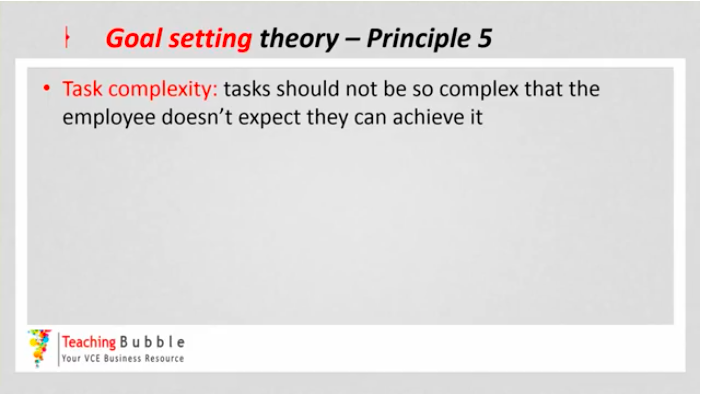 Goal setting theory – Principle 5
• Task complexity: tasks should not be so complex that the
employee doesn’t expect they can achieve it
Teaching Bubble
Your VCE Business Resource